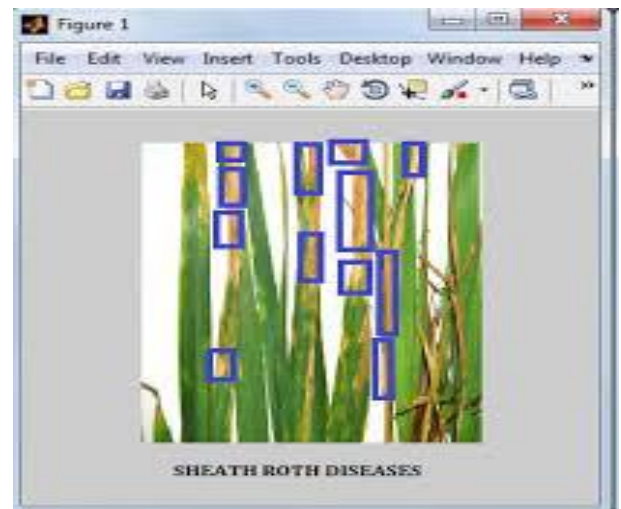 Figure 1
File Edit View Insert Tools Desktop Window Help
SHEATH ROTH DISEASES